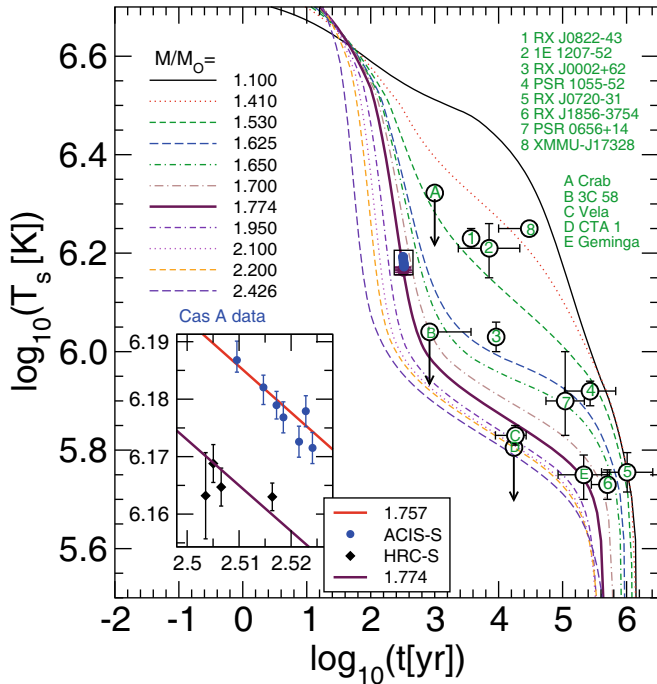 6.6
6.4
6.2
6.0
5.8
5.6
log10(Ts [K])
M/MO=
1.100
1.410
1.530
1.625
1.650
1.700
1.774
1.950
2.100
2.200
2.426
1 RX J0822-43
2 1E 1207-52
3 RX J0002+62
4 PSR 1055-52
5 RX J0720-31
6 RX J1856-3754
7 PSR 0656+14
8 XMMU-J17328
A Crab
B 3C 58
C Vela
D CTA 1
E Geminga
A
1
2
8
B
3
4
7
C
D
E
6
5
Cas A data
6.19
6.18
6.17
6.16
2.5 2.51 2.52
1.757
ACIS-S
HRC-S
1.774
-2 -1 0 1 2 3 4 5 6
log10(t[yr])